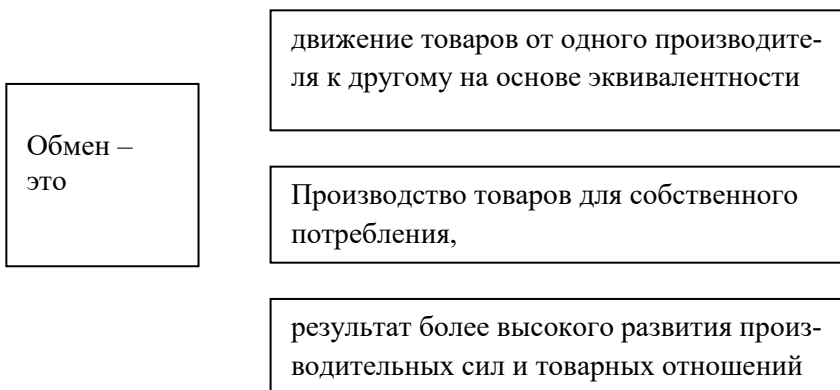 движение товаров от одного производите-
ля к другому на основе эквивалентности
Обмен –
это
Производство товаров для собственного
потребления,
результат более высокого развития произ-
водительных сил и товарных отношений